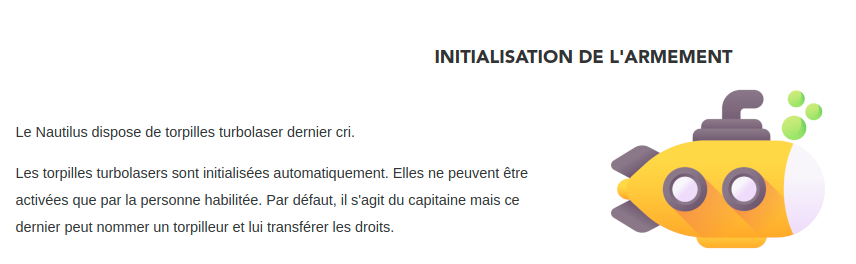 INITIALISATION DE L'ARMEMENT
Le Nautilus dispose de torpilles turbolaser dernier cri.
Les torpilles turbolasers sont initialisées automatiquement. Elles ne peuvent être
activées que par la personne habilitée. Par défaut, il s'agit du capitaine mais ce
dernier peut nommer un torpilleur et lui transférer les droits.